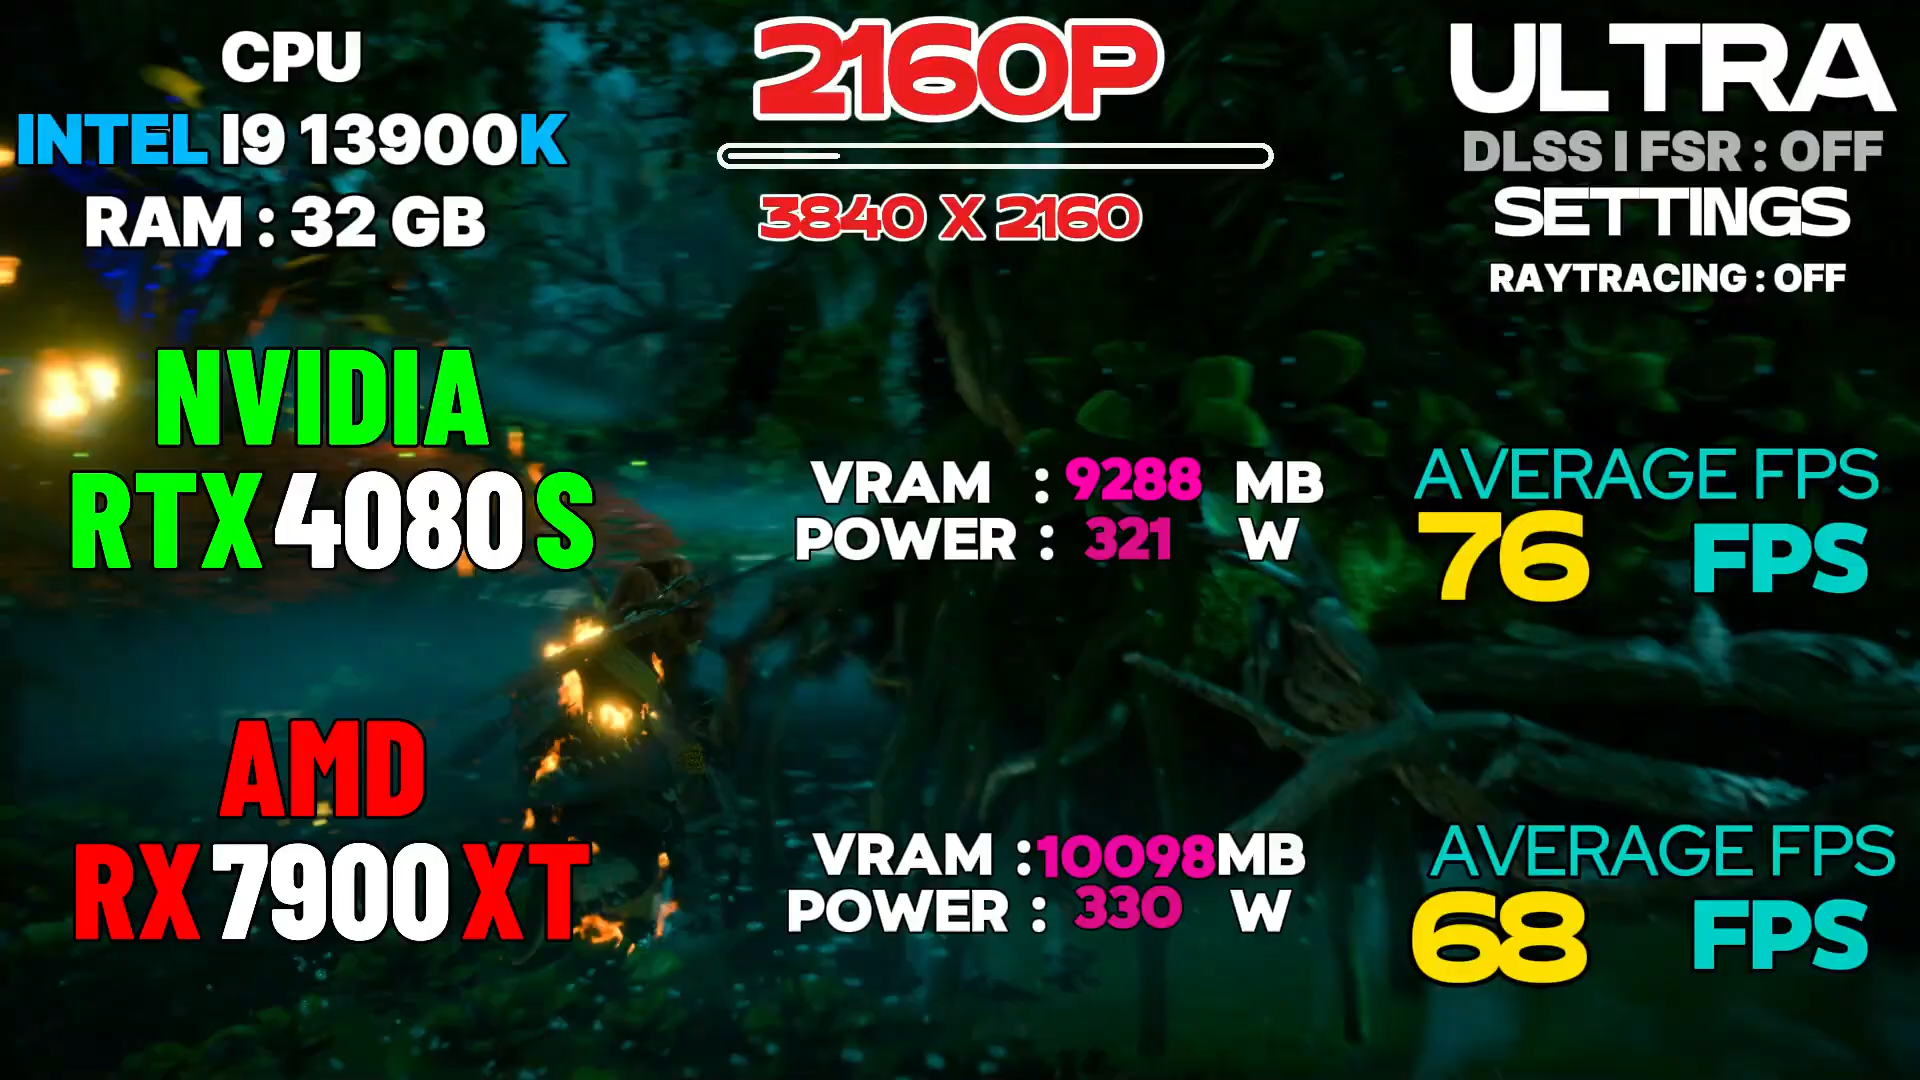 CPU
INTEL I9 13900K
RAM : 32 GB
2160P
3840 X 2160
ULTRA
DLSS | FSR : OFF
SETTINGS
RAYTRACING : OFF
NVIDIA
RTX 4080 S
VRAM : 9288 MB
POWER : 321 W
AVERAGE FPS
76 FPS
AMD
RX 7900 XT
VRAM : 10098 MB
POWER : 330 W
AVERAGE FPS
68 FPS